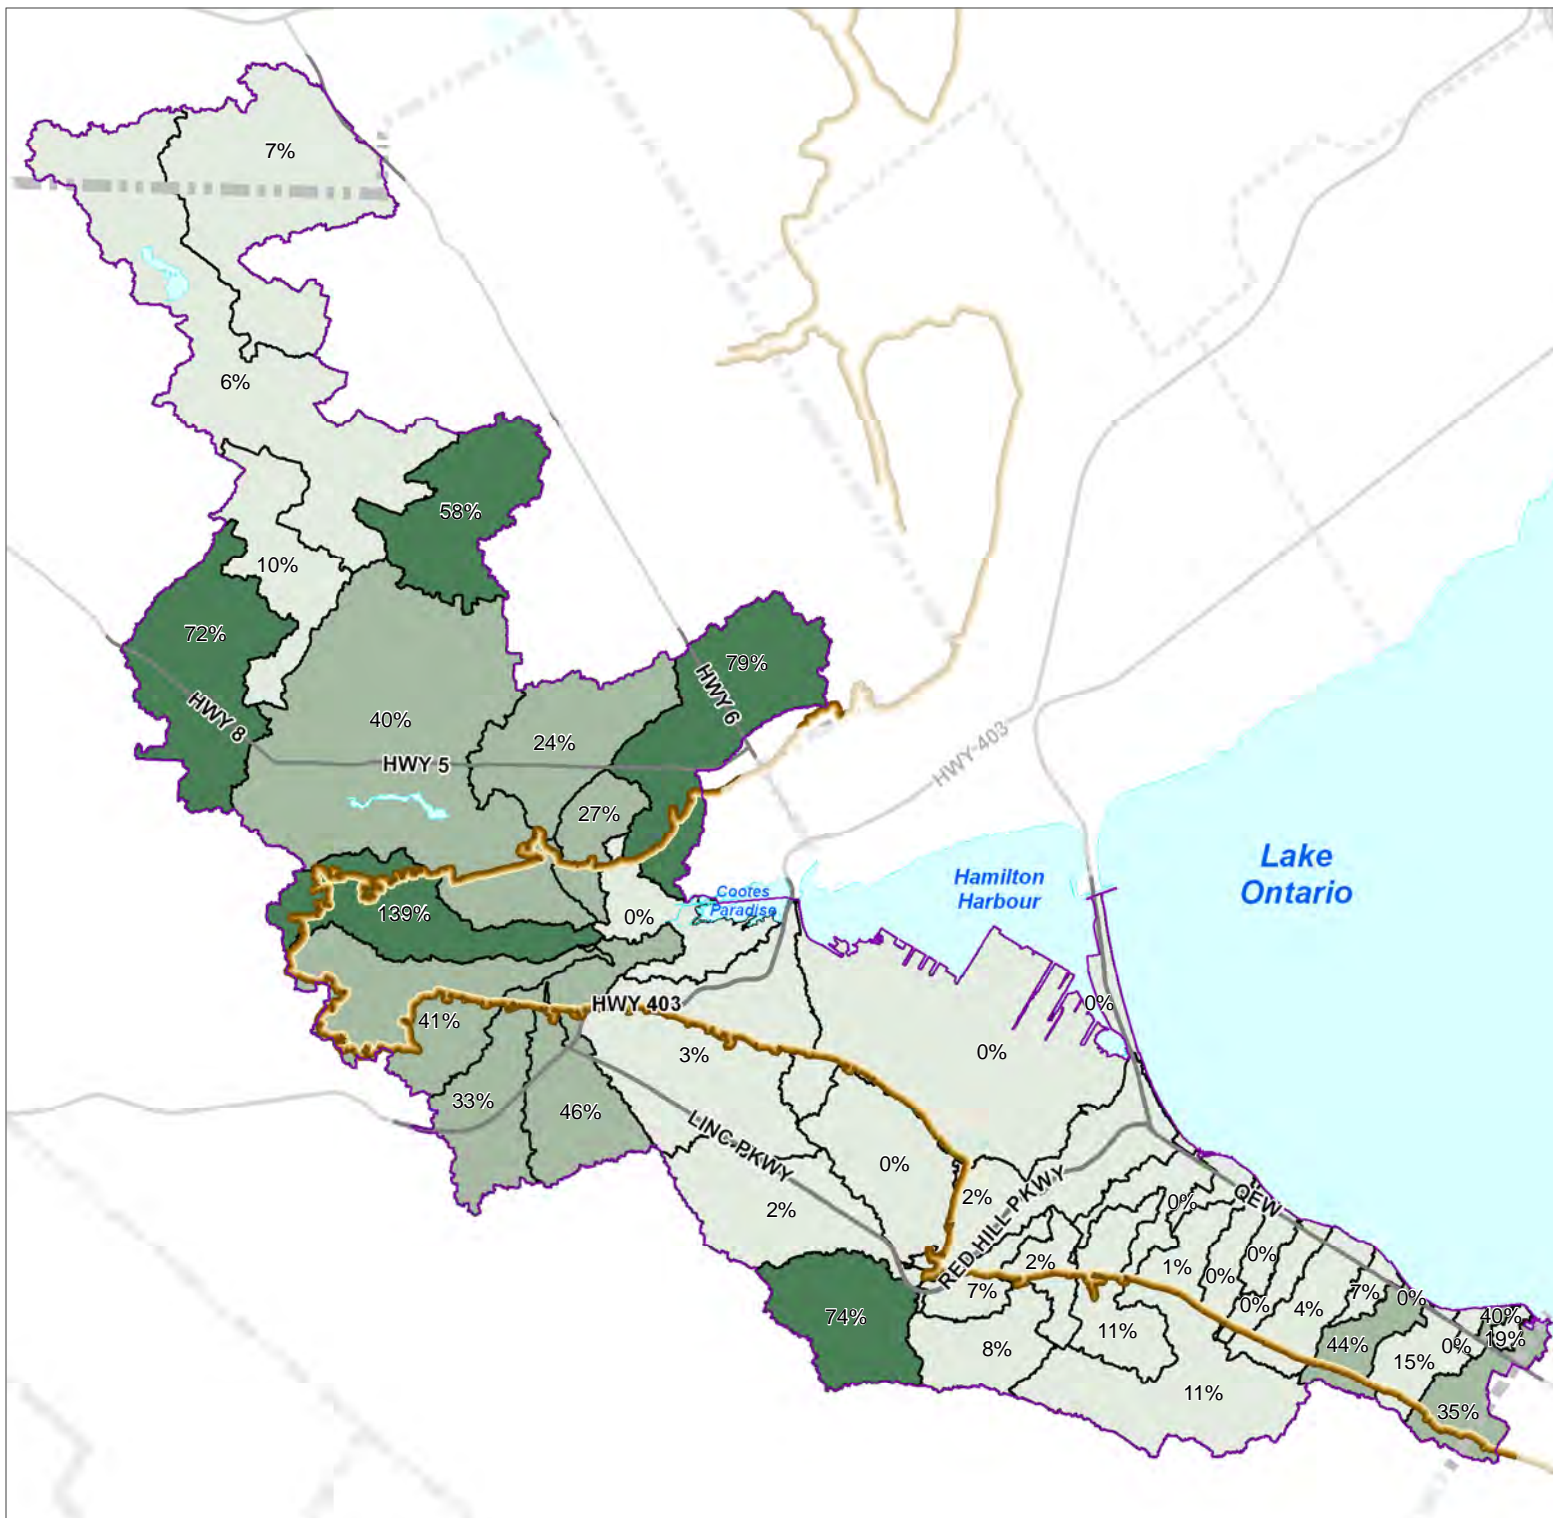 7%
6%
58%
10%
72%
79%
HWY 6
HWY 8
40%
24%
HWY 5
HWY 403
27%
Lake
Ontario
Hamilton
Harbour
Cootes
Paradise
139%
0%
HWY 403
0%
41%
3%
0%
33%
46%
LINC PKWY
0%
2%
2%
RED HILL PKWY
QEW
0%
2%
1%
0%
0%
7%
7%
0%
74%
0%
4%
40%
19%
8%
11%
44%
0%
15%
11%
35%